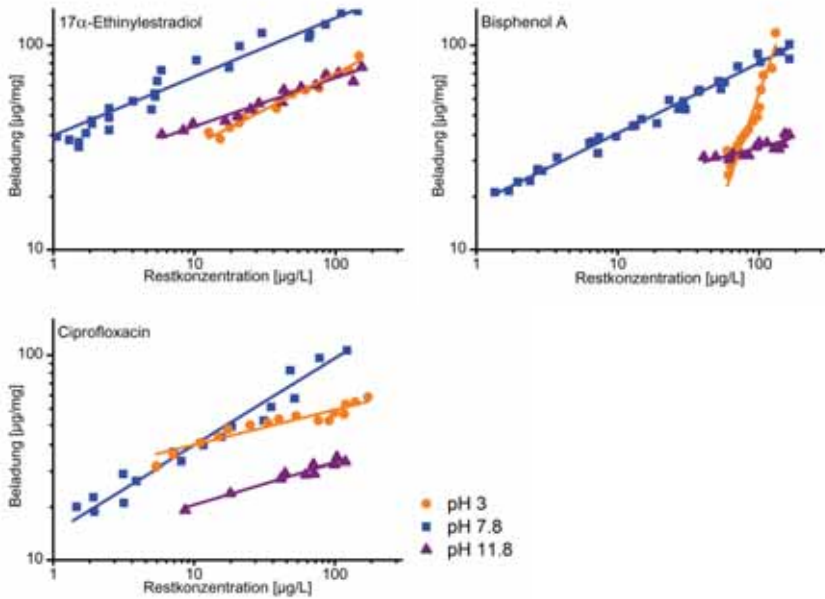 17α-Ethinylestradiol
Beladung [µg/mg]
100
10
1
10
100
Restkonzentration [µg/L]
Bisphenol A
Beladung [µg/mg]
100
10
1
10
100
Restkonzentration [µg/L]
Ciprofloxacin
Beladung [µg/mg]
100
10
1
10
100
Restkonzentration [µg/L]
pH 3
pH 7.8
pH 11.8